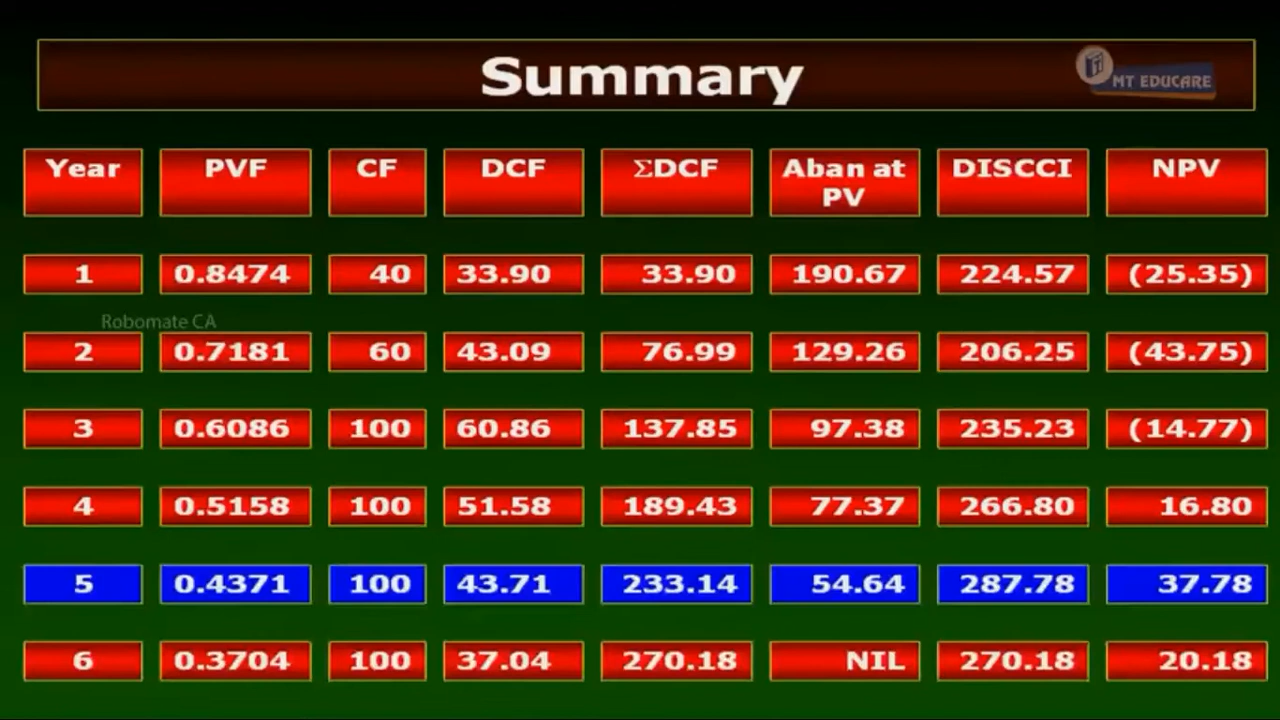 Summary
MT EDUCARE
Year PVF CF DCF ΣDCF Aban at PV DISCCI NPV
1 0.8474 40 33.90 33.90 190.67 224.57 (25.35)
Robomate CA
2 0.7181 60 43.09 76.99 129.26 206.25 (43.75)
3 0.6086 100 60.86 137.85 97.38 235.23 (14.77)
4 0.5158 100 51.58 189.43 77.37 266.80 16.80
5 0.4371 100 43.71 233.14 54.64 287.78 37.78
6 0.3704 100 37.04 270.18 NIL 270.18 20.18